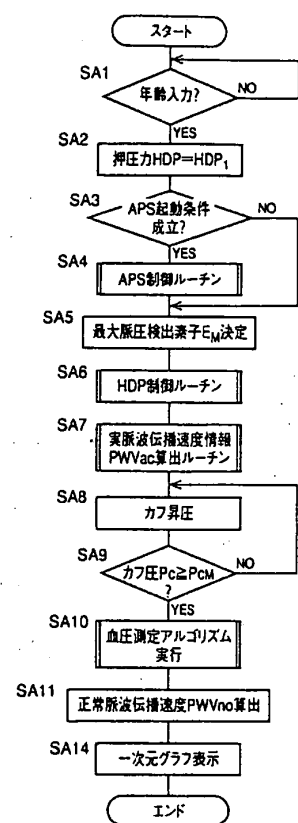 スタート
SA1
年齢入力?
NO
YES
SA2
押圧力HDP=HDP₁
SA3
APS起動条件
成立?
NO
YES
SA4
APS制御ルーチン
SA5
最大脈圧検出素子EM決定
SA6
HDP制御ルーチン
SA7
実脈波伝播速度情報
PWVac算出ルーチン
SA8
カフ昇圧
SA9
カフ圧Pc≧PcM
?
NO
YES
SA10
血圧測定アルゴリズム
実行
SA11
正常脈波伝播速度PWVno算出
SA14
一次元グラフ表示
エンド